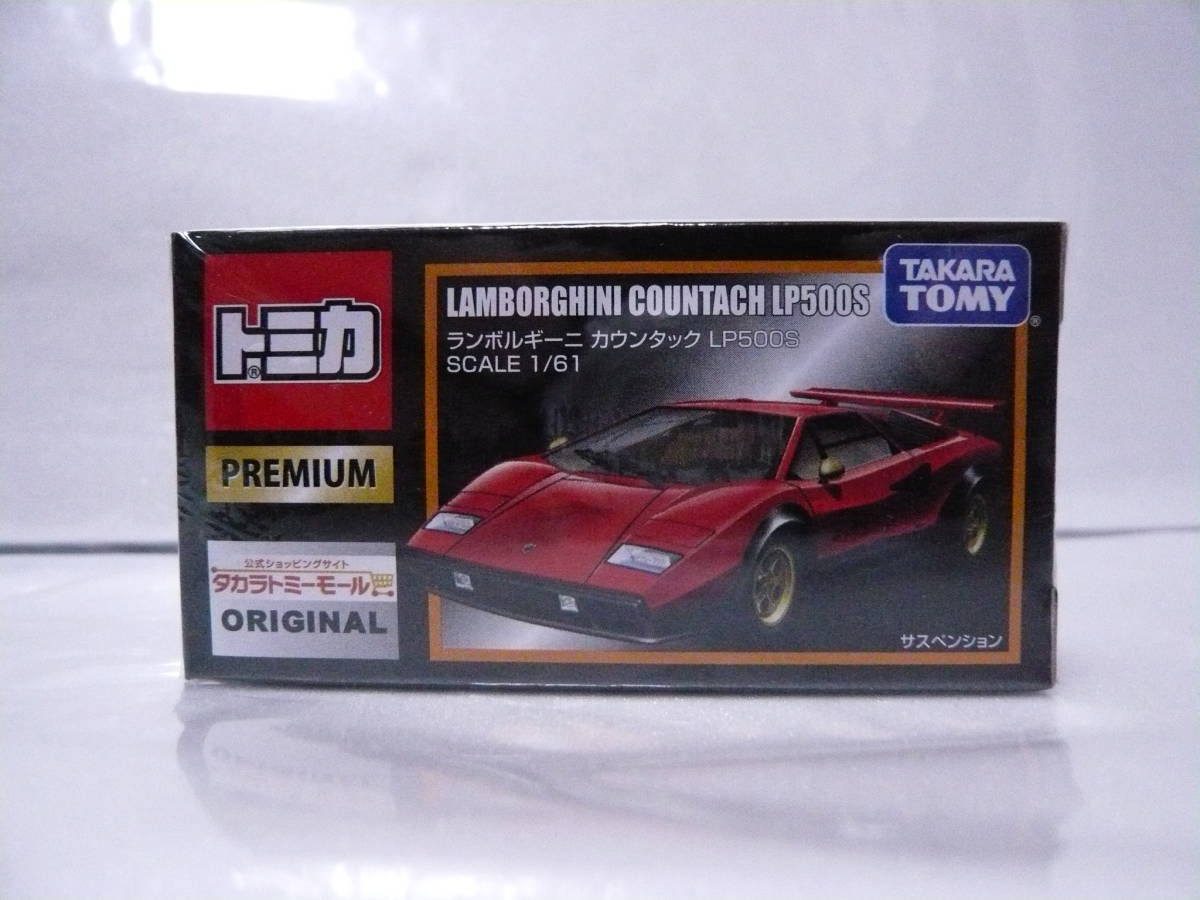 トミカ®
PREMIUM
公式ショッピングサイト
タカラトミーモール
ORIGINAL
LAMBORGHINI COUNTACH LP500S
ランボルギーニ カウンタック LP500S
SCALE 1/61
TAKARA
TOMY®
サスペンション